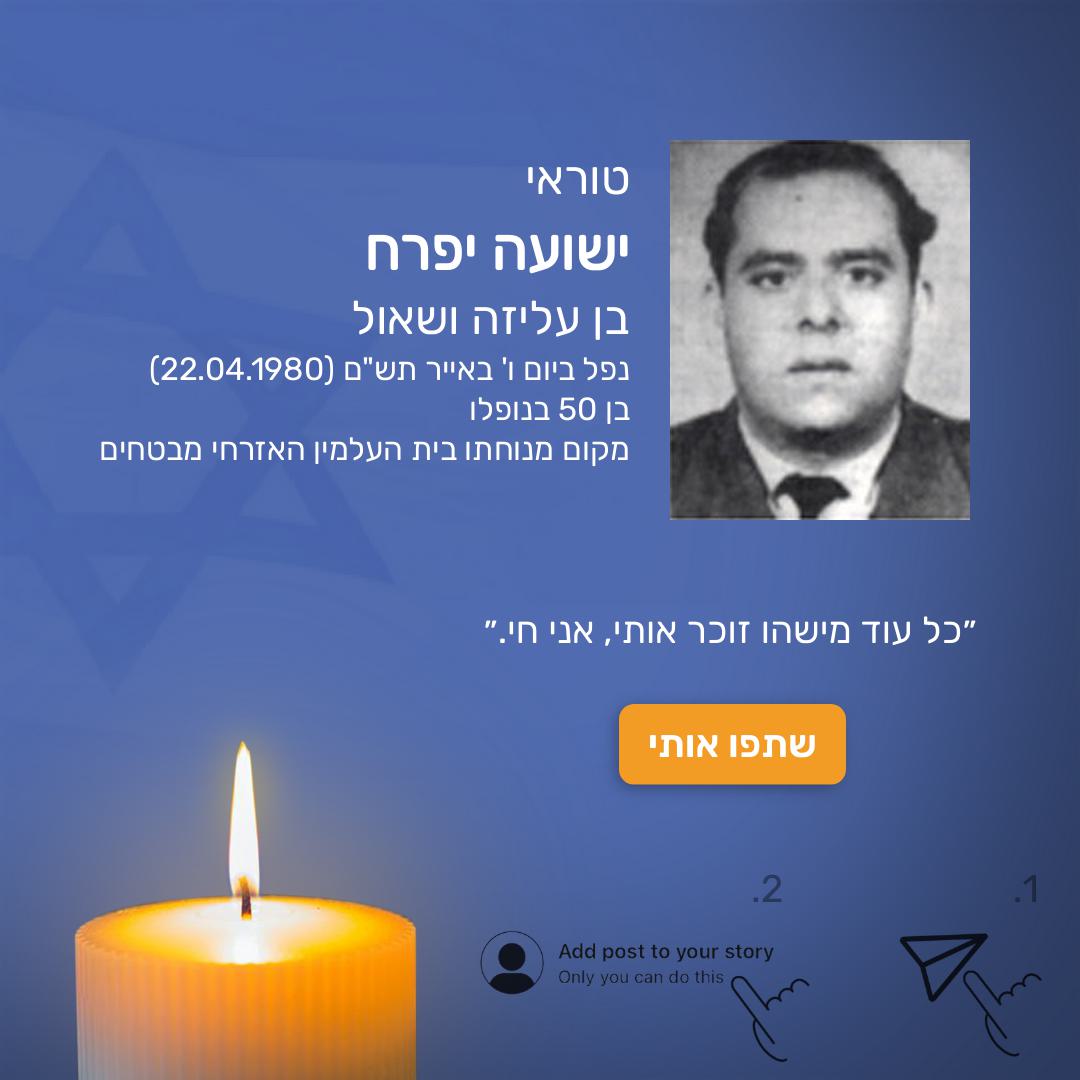 טוראי
ישועה יפרח
בן עליזה ושאול
נפל ביום ו' באייר תש"ם (22.04.1980)
בן 50 בנופלו
מקום מנוחתו בית העלמין האזרחי מבטחים
״כל עוד מישהו זוכר אותי, אני חי.״
שתפו אותי
.1
.2
Add post to your story
Only you can do this